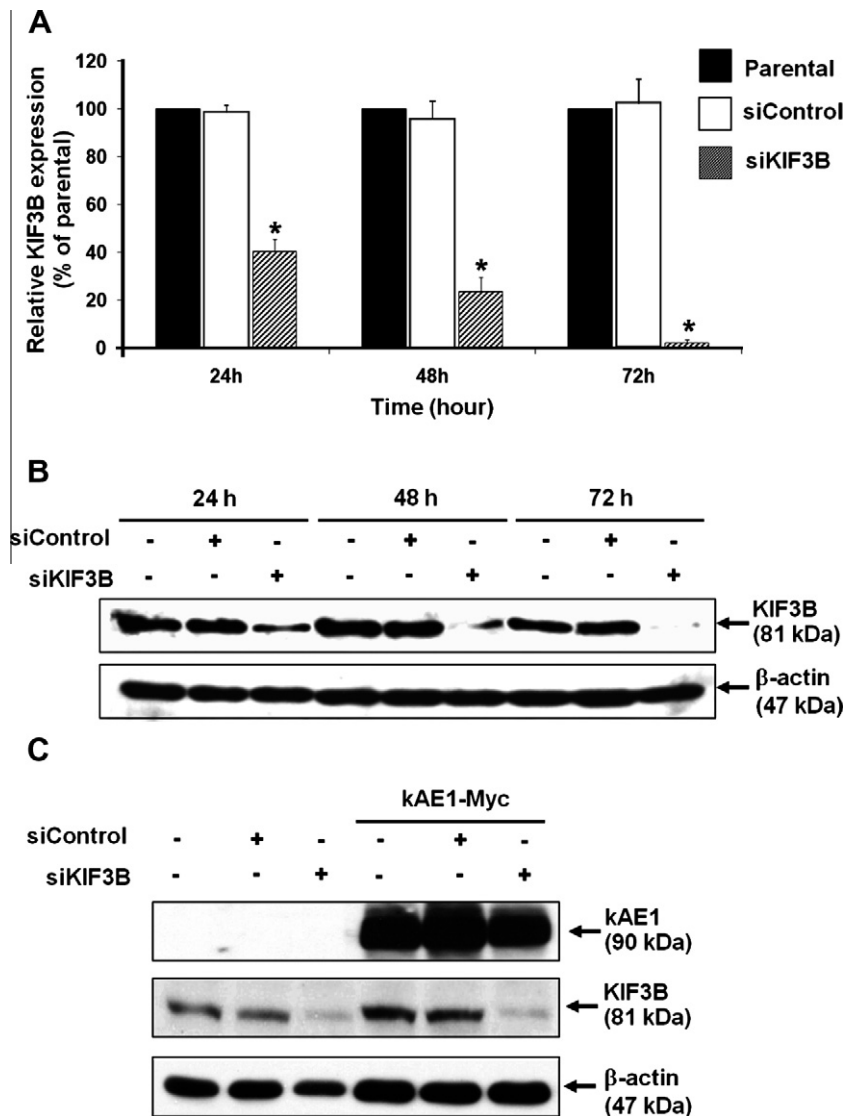 A
Relative KIF3B expression
(% of parental)
120
100
80
60
40
20
0
*
*
*
24h
48h
72h
Time (hour)
Parental
siControl
siKIF3B
B
24 h
48 h
72 h
siControl - + - - + - - + -
siKIF3B - - + - - + - - +
KIF3B
(81 kDa)
β-actin
(47 kDa)
C
kAE1-Myc
siControl - + - - + -
siKIF3B - - + - - +
kAE1
(90 kDa)
KIF3B
(81 kDa)
β-actin
(47 kDa)